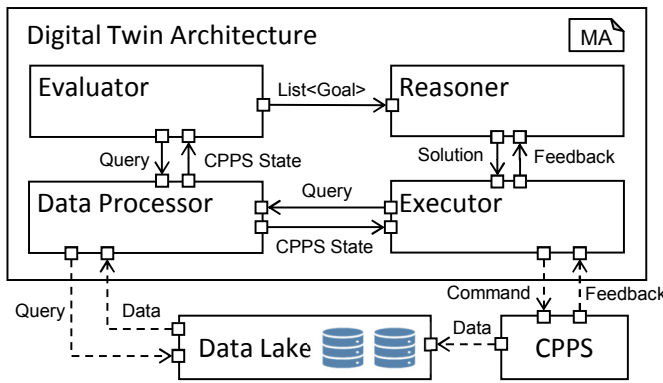 Digital Twin Architecture
MA
Evaluator
List<Goal>
Reasoner
Query
CPPS State
Solution
Feedback
Data Processor
Query
CPPS State
Executor
Query
Data
Command
Feedback
Data Lake
Data
CPPS